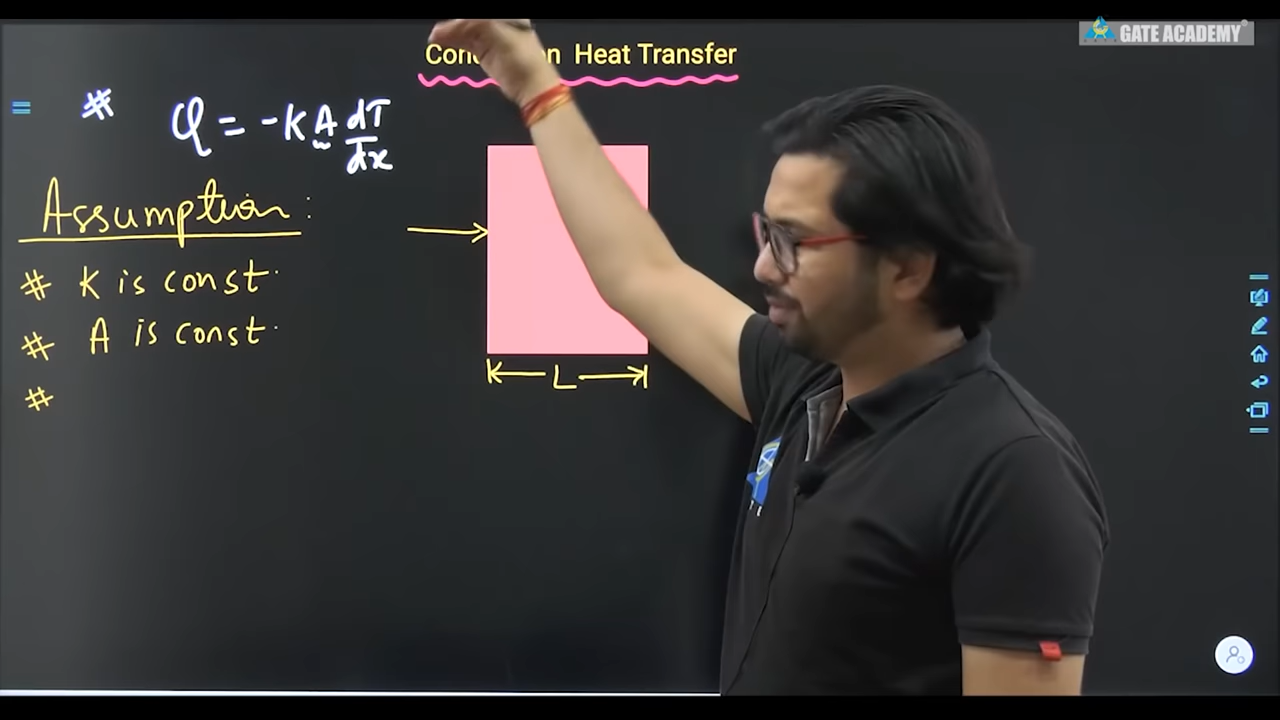 GATE ACADEMY
Heat Transfer
# Q = -KA dT/dx
Assumption :
# K is const.
# A is const.
#
L